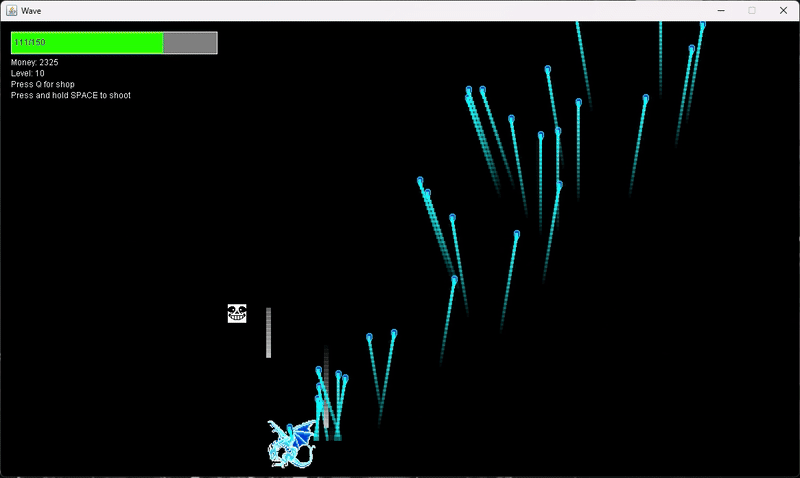 Wave
111/150
Money: 2325
Level: 10
Press Q for shop
Press and hold SPACE to shoot